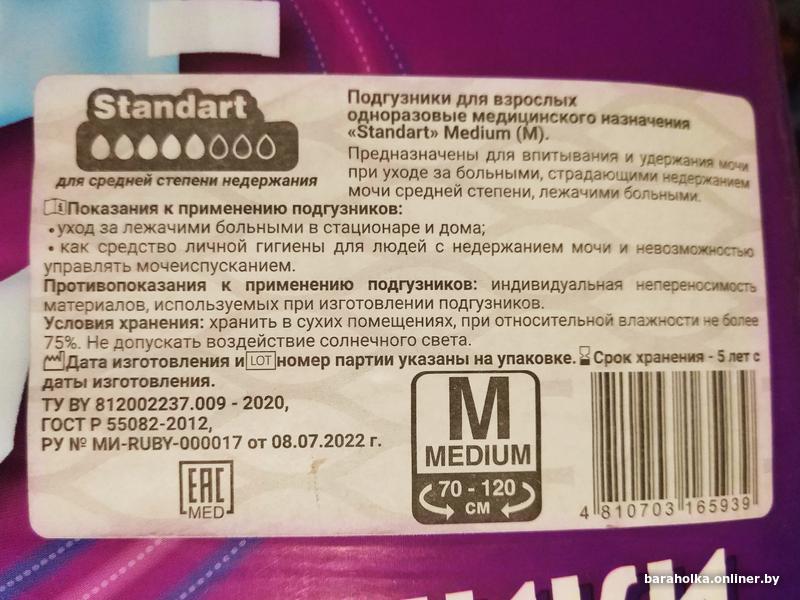 Standart
для средней степени недержания
Подгузники для взрослых
одноразовые медицинского назначения
«Standart» Medium (M).
Предназначены для впитывания и удержания мочи
при уходе за больными, страдающими недержанием
мочи средней степени, лежачими больными.
Показания к применению подгузников:
•уход за лежачими больными в стационаре и дома;
• как средство личной гигиены для людей с недержанием мочи и невозможностью
управлять мочеиспусканием.
Противопоказания к применению подгузников: индивидуальная непереносимость
материалов, используемых при изготовлении подгузников.
Условия хранения: хранить в сухих помещениях, при относительной влажности не более
75%. Не допускать воздействие солнечного света.
Дата изготовления и LOT номер партии указаны на упаковке. Срок хранения - 5 лет с
даты изготовления.
ТУ BY 812002237.009 - 2020,
ГОСТ Р 55082-2012,
РУ № МИ-RUBY-000017 от 08.07.2022 г.
EAC
MED
M
MEDIUM
70 - 120
СМ
4 810703 165939
baraholka.onliner.by